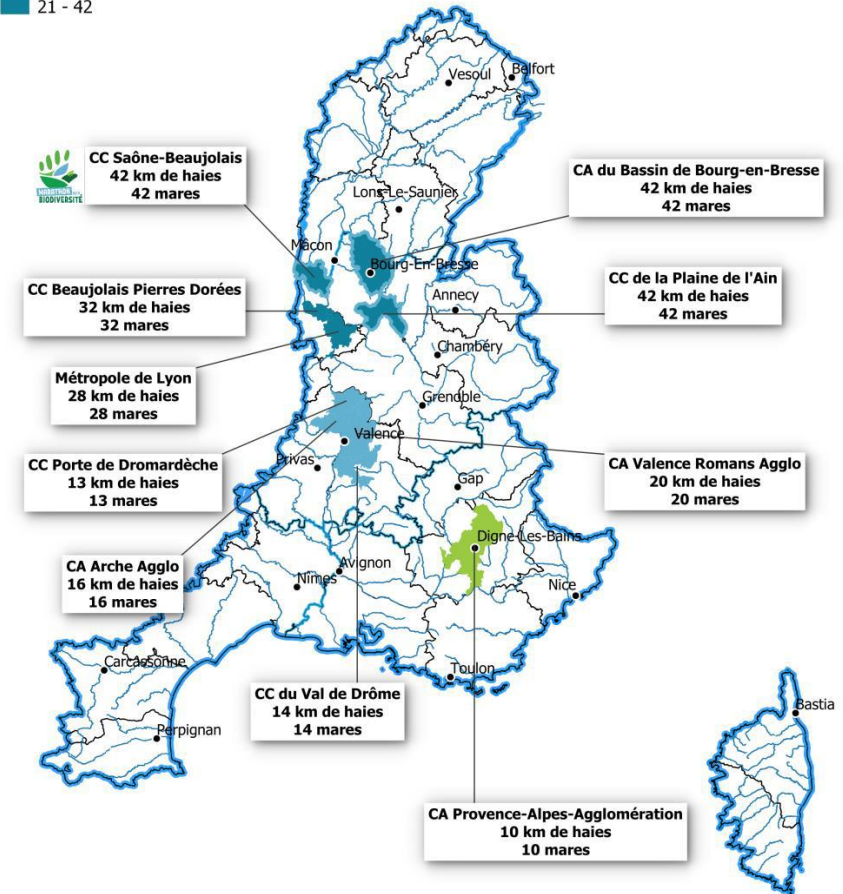 21 - 42
Belfort
Vesoul
MARATHON DE LA
BIODIVERSITÉ
CC Saône-Beaujolais
42 km de haies
42 mares
CA du Bassin de Bourg-en-Bresse
42 km de haies
42 mares
Lons-Le-Saunier
Mâcon
Bourg-En-Bresse
CC Beaujolais Pierres Dorées
32 km de haies
32 mares
Annecy
CC de la Plaine de l'Ain
42 km de haies
42 mares
Chambéry
Métropole de Lyon
28 km de haies
28 mares
Grenoble
Valence
CC Porte de Dromardèche
13 km de haies
13 mares
Privas
CA Valence Romans Agglo
20 km de haies
20 mares
Gap
Digne-Les-Bains
CA Arche Agglo
16 km de haies
16 mares
Avignon
Nîmes
Nice
Carcassonne
Toulon
CC du Val de Drôme
14 km de haies
14 mares
Perpignan
Bastia
CA Provence-Alpes-Agglomération
10 km de haies
10 mares